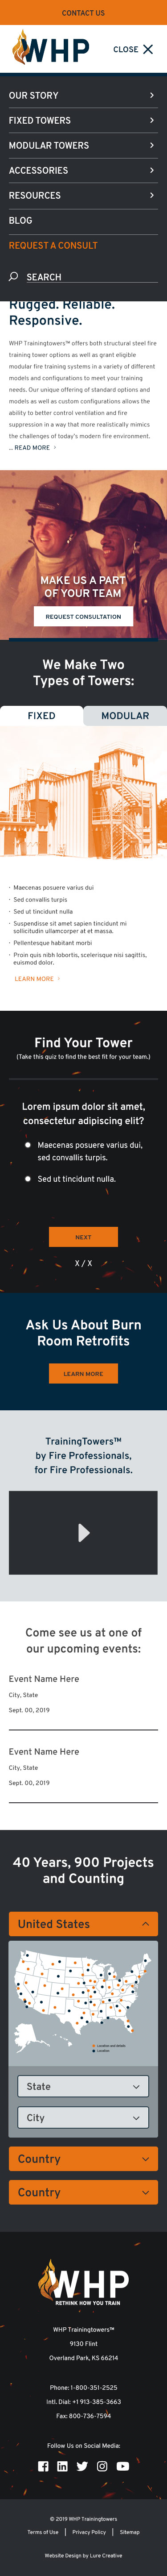 CONTACT US
WHP
CLOSE
OUR STORY
FIXED TOWERS
MODULAR TOWERS
ACCESSORIES
RESOURCES
BLOG
REQUEST A CONSULT
SEARCH
Rugged. Reliable.
Responsive.
WHP Trainingtowers™ offers both structural steel fire
training tower options as well as grant eligible
modular fire training systems in a variety of different
models and configurations to meet your training
needs. Our unique offering of standard options as
well as custom configurations allows you the
ability to better control ventilation and fire
suppression in a way that more realistically mimics
the challenges of today's modern fire environment.
... READ MORE
MAKE US A PART
OF YOUR TEAM
REQUEST CONSULTATION
We Make Two
Types of Towers:
FIXED
MODULAR
· Maecenas posuere varius dui
· Sed convallis turpis
· Sed ut tincidunt nulla
· Suspendisse sit amet sapien tincidunt mi
sollicitudin ullamcorper at et massa.
· Pellentesque habitant morbi
· Proin quis nibh lobortis, scelerisque nisi sagittis,
euismod dolor.
LEARN MORE
Find Your Tower
(Take this quiz to find the best fit for your team.)
Lorem ipsum dolor sit amet,
consectetur adipiscing elit?
Maecenas posuere varius dui,
sed convallis turpis.
Sed ut tincidunt nulla.
NEXT
X / X
Ask Us About Burn
Room Retrofits
LEARN MORE
TrainingTowers™
by Fire Professionals,
for Fire Professionals.
Come see us at one of
our upcoming events:
Event Name Here
City, State
Sept. 00, 2019
Event Name Here
City, State
Sept. 00, 2019
40 Years, 900 Projects
and Counting
United States
State
City
Country
Country
WHP
RETHINK HOW YOU TRAIN
WHP Trainingtowers™
9130 Flint
Overland Park, KS 66214
Phone: 1-800-351-2525
Intl. Dial: +1 913-385-3663
Fax: 800-736-7594
Follow Us on Social Media:
© 2019 WHP Trainingtowers
Terms of Use | Privacy Policy | Sitemap
Website Design by Lure Creative